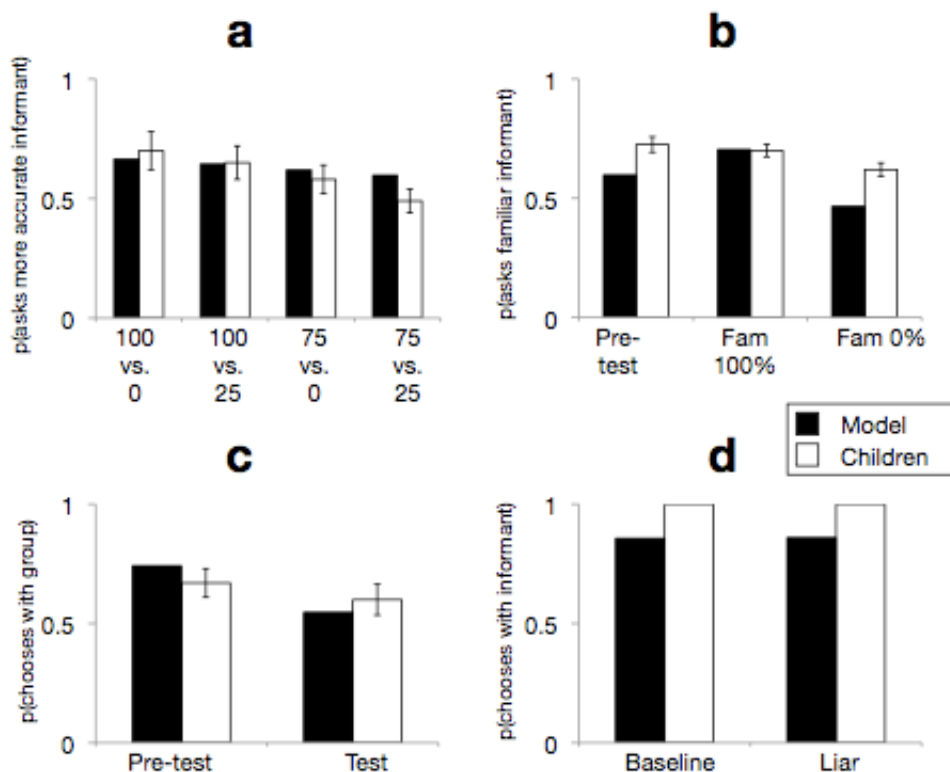 a
p(asks more accurate informant)
1
0.5
0
100 vs. 0
100 vs. 25
75 vs. 0
75 vs. 25
b
p(asks familiar informant)
1
0.5
0
Pre-test
Fam 100%
Fam 0%
Model
Children
c
p(chooses with group)
1
0.5
0
Pre-test
Test
d
p(chooses with informant)
1
0.5
0
Baseline
Liar